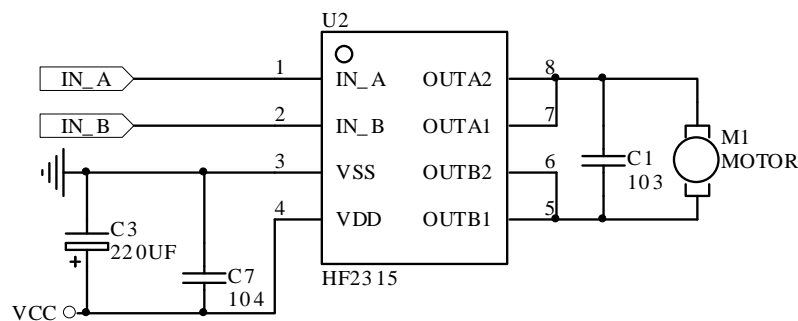 U2
IN_A 1 IN_A OUTA2 8
IN_B 2 IN_B OUTA1 7
3 VSS OUTB2 6
4 VDD OUTB1 5
C1
103
M1
MOTOR
C3
220UF
+
C7
104
VCC
HF2315